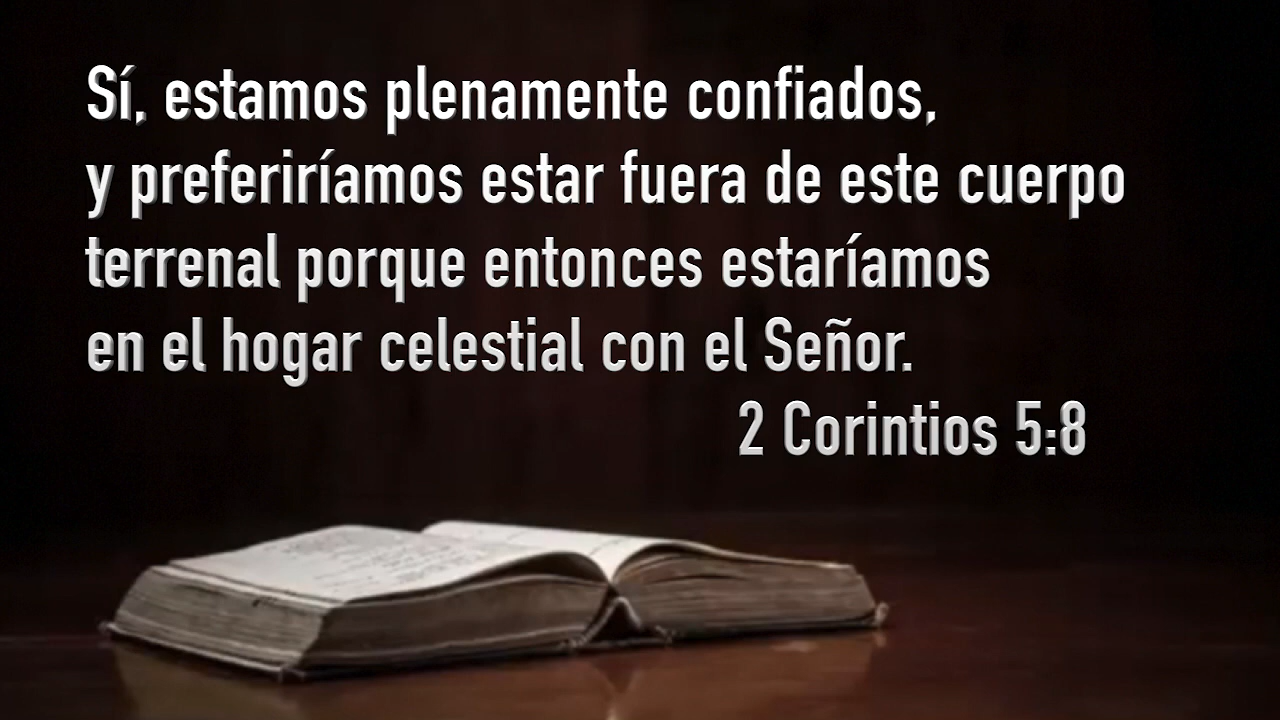 Sí, estamos plenamente confiados,
y preferiríamos estar fuera de este cuerpo
terrenal porque entonces estaríamos
en el hogar celestial con el Señor.
2 Corintios 5:8